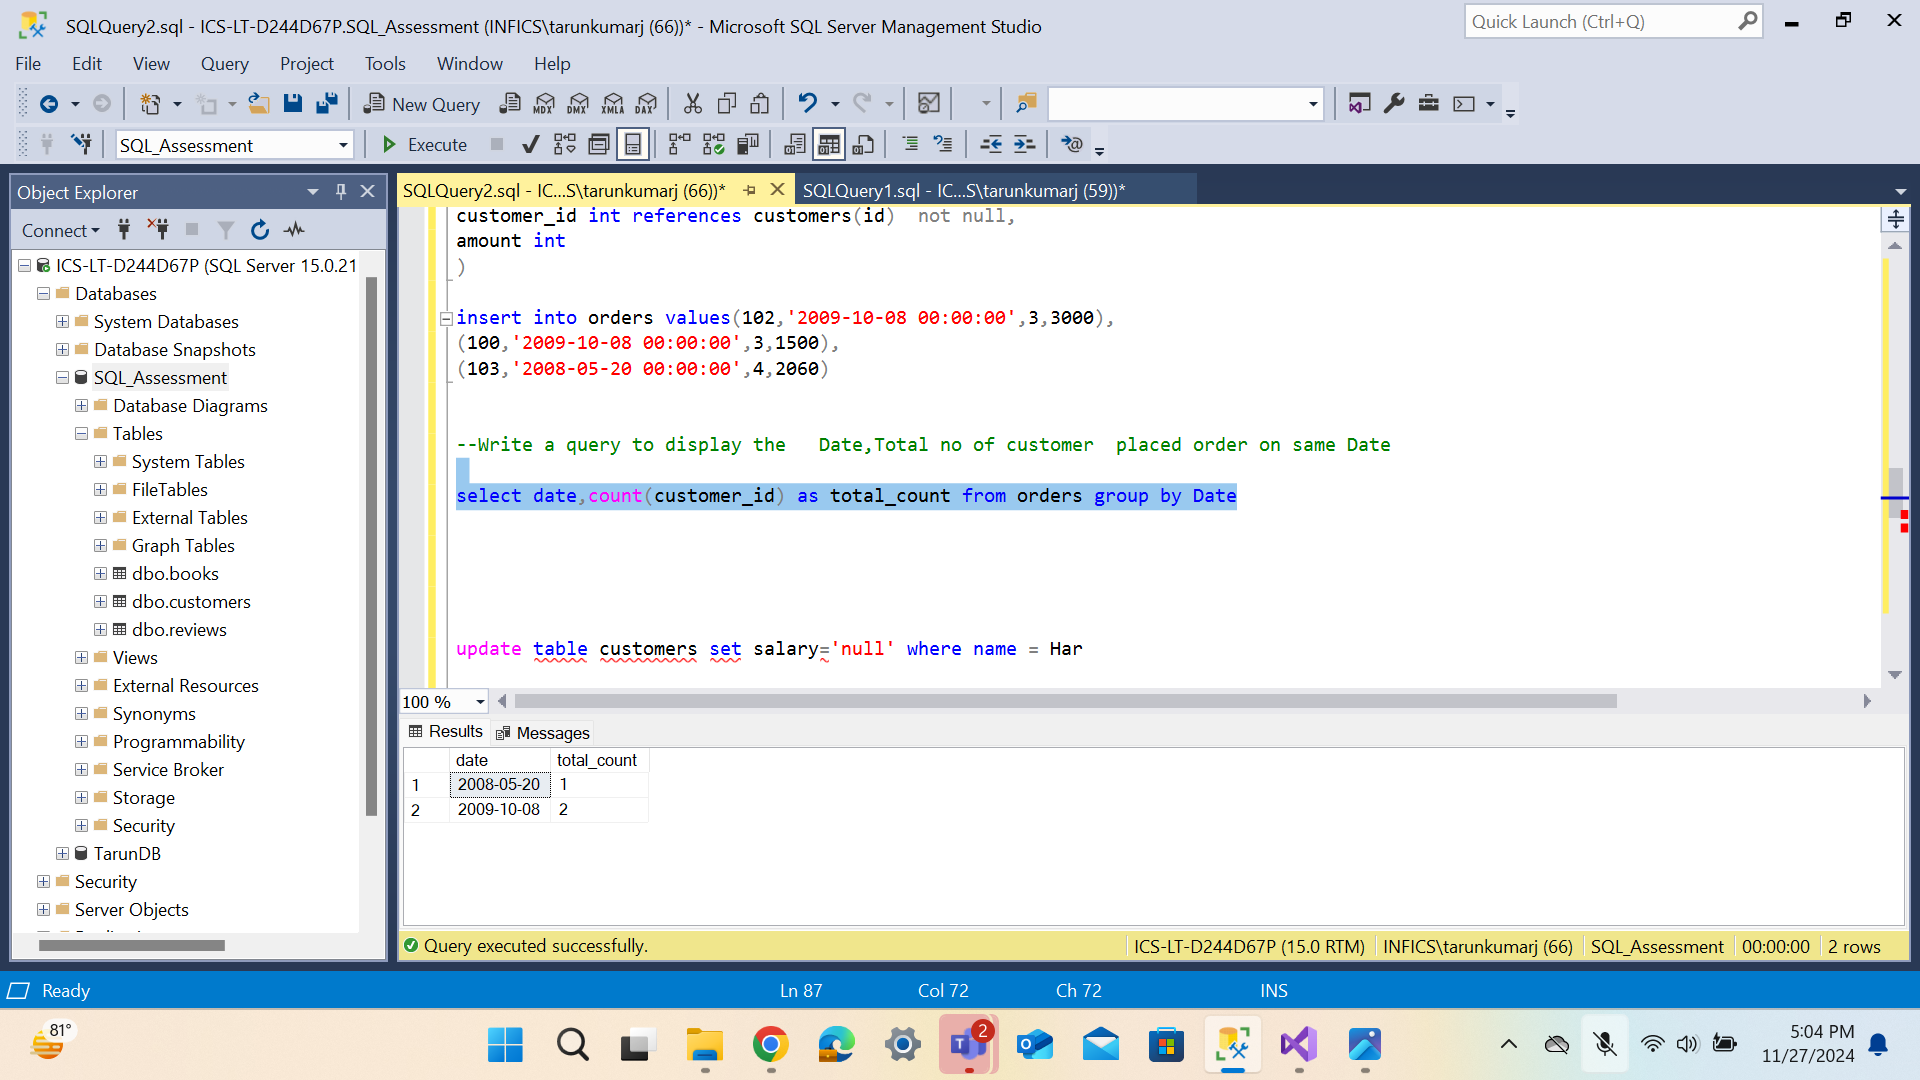 SQLQuery2.sql - ICS-LT-D244D67P.SQL_Assessment (INFICS\tarunkumarj (66))* - Microsoft SQL Server Management Studio
Quick Launch (Ctrl+Q)
File Edit View Query Project Tools Window Help
New Query MDX DMX XMLA DAX
SQL_Assessment Execute
Object Explorer
SQLQuery2.sql - IC...S\tarunkumarj (66))* SQLQuery1.sql - IC...S\tarunkumarj (59))*
Connect
ICS-LT-D244D67P (SQL Server 15.0.21
Databases
System Databases
Database Snapshots
SQL_Assessment
Database Diagrams
Tables
System Tables
FileTables
External Tables
Graph Tables
dbo.books
dbo.customers
dbo.reviews
Views
External Resources
Synonyms
Programmability
Service Broker
Storage
Security
TarunDB
Security
Server Objects
customer_id int references customers(id)  not null,
amount int
)
insert into orders values(102,'2009-10-08 00:00:00',3,3000),
(100,'2009-10-08 00:00:00',3,1500),
(103,'2008-05-20 00:00:00',4,2060)
--Write a query to display the   Date,Total no of customer  placed order on same Date
select date,count(customer_id) as total_count from orders group by Date
update table customers set salary='null' where name = Har
100 %
Results Messages
date total_count
1 2008-05-20 1
2 2009-10-08 2
Query executed successfully.
ICS-LT-D244D67P (15.0 RTM) INFICS\tarunkumarj (66) SQL_Assessment 00:00:00 2 rows
Ready Ln 87 Col 72 Ch 72 INS
81°
2
5:04 PM
11/27/2024